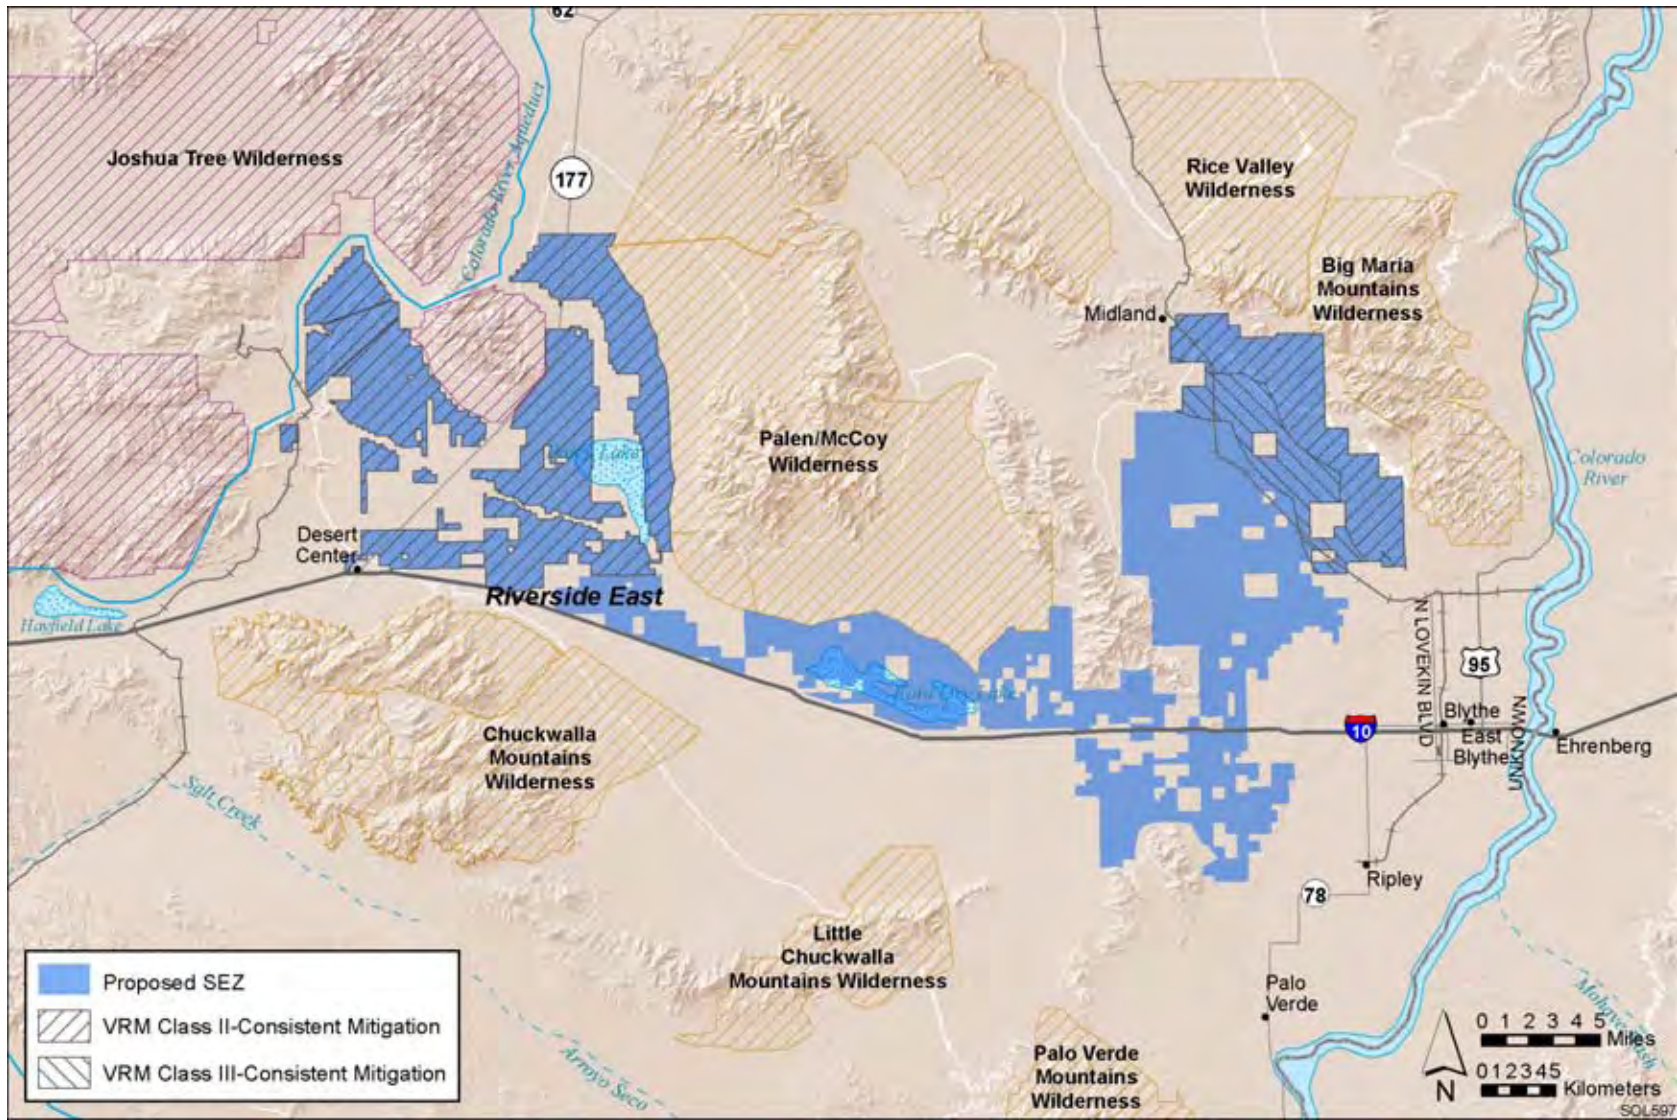 62
Joshua Tree Wilderness
Colorado River Aqueduct
177
Rice Valley
Wilderness
Big Maria
Mountains
Wilderness
Midland
Palen/McCoy
Wilderness
Colorado
River
Lake
Desert
Center
Riverside East
Hayfield Lake
N LOVEKIN BLVD
95
Blythe
East
Blythe
10
Ehrenberg
Chuckwalla
Mountains
Wilderness
Salt Creek
Ripley
78
Little
Chuckwalla
Mountains Wilderness
Palo
Verde
Mohave Wash
Arroyo Seco
Palo Verde
Mountains
Wilderness
Proposed SEZ
VRM Class II-Consistent Mitigation
VRM Class III-Consistent Mitigation
N
0 1 2 3 4 5
Miles
0 1 2 3 4 5
Kilometers